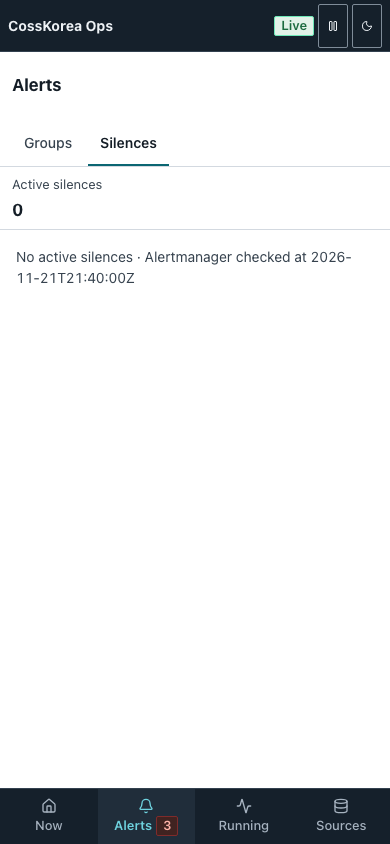 CossKorea Ops
Live
Alerts
Groups
Silences
Active silences
0
No active silences · Alertmanager checked at 2026-
11-21T21:40:00Z
Now
Alerts
3
Running
Sources